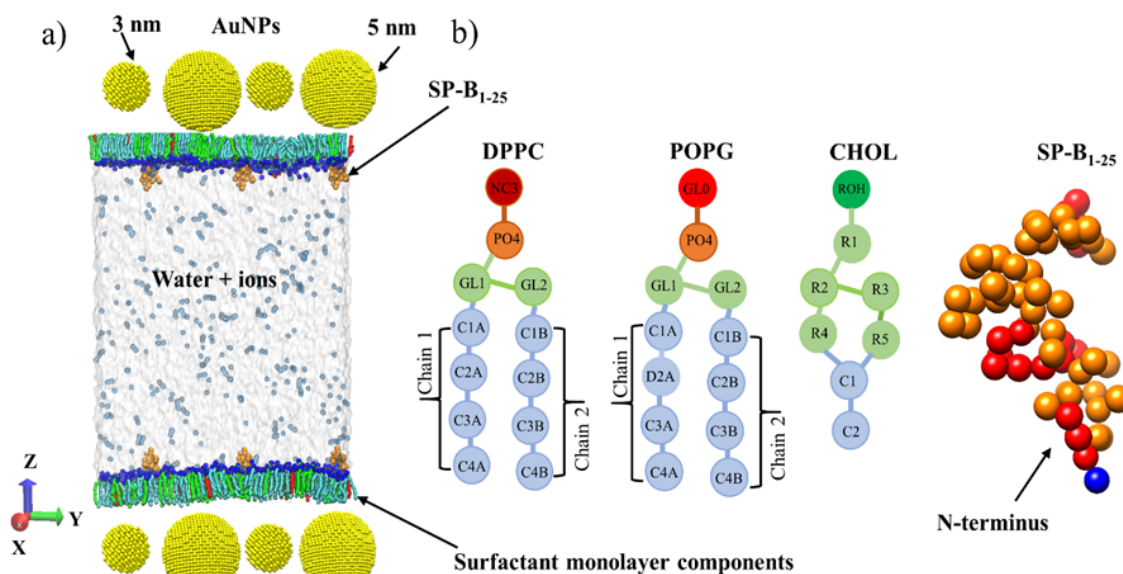 a)
3 nm
AuNPs
5 nm
b)
SP-B1-25
Water + ions
Z
Y
X
x
Surfactant monolayer components
DPPC
NC3
PO4
GL1
GL2
C1A
C1B
C2A
C2B
C3A
C3B
C4A
C4B
Chain 1
Chain 2
POPG
GL0
PO4
GL1
GL2
C1A
C1B
D2A
C2B
C3A
C3B
C4A
C4B
Chain 1
Chain 2
CHOL
ROH
R1
R2
R3
R4
R5
C1
C2
SP-B1-25
N-terminus